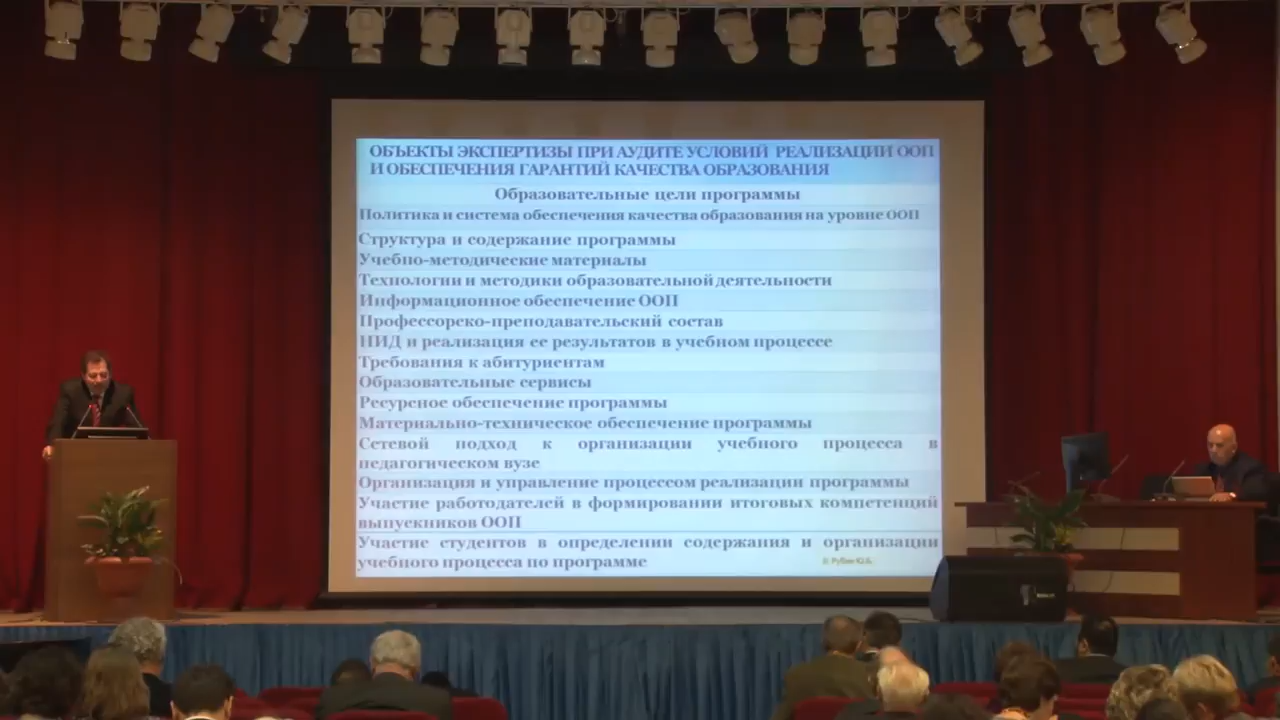 ОБЪЕКТЫ ЭКСПЕРТИЗЫ ПРИ АУДИТЕ УСЛОВИЙ РЕАЛИЗАЦИИ ООП
И ОБЕСПЕЧЕНИЯ ГАРАНТИЙ КАЧЕСТВА ОБРАЗОВАНИЯ
Образовательные цели программы
Политика и система обеспечения качества образования на уровне ООП
Структура и содержание программы
Учебно-методические материалы
Технологии и методики образовательной деятельности
Информационное обеспечение ООП
Профессорско-преподавательский состав
НИД и реализация ее результатов в учебном процессе
Требования к абитуриентам
Образовательные сервисы
Ресурсное обеспечение программы
Материально-техническое обеспечение программы
Сетевой подход к организации учебного процесса в
педагогическом вузе
Организация и управление процессом реализации программы
Участие работодателей в формировании итоговых компетенций
выпускников ООП
Участие студентов в определении содержания и организации
учебного процесса по программе
Рубин Ю.Б.